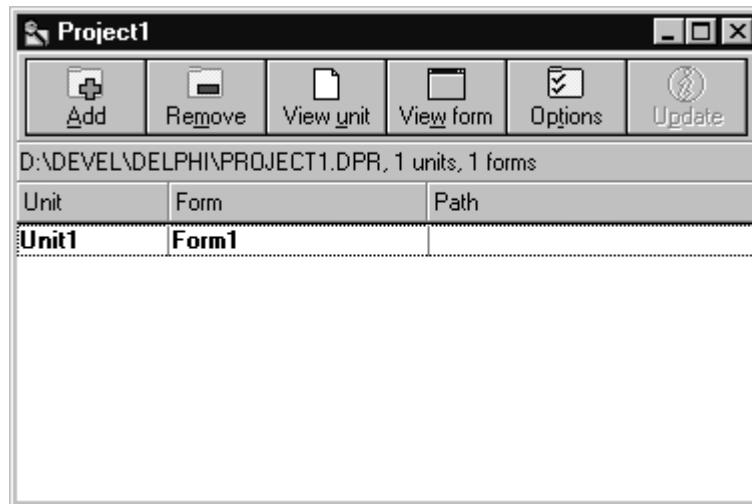 Project1
Add Remove View unit View form Options Update
D:\DEVEL\DELPHI\PROJECT1.DPR, 1 units, 1 forms
Unit Form Path
Unit1 Form1